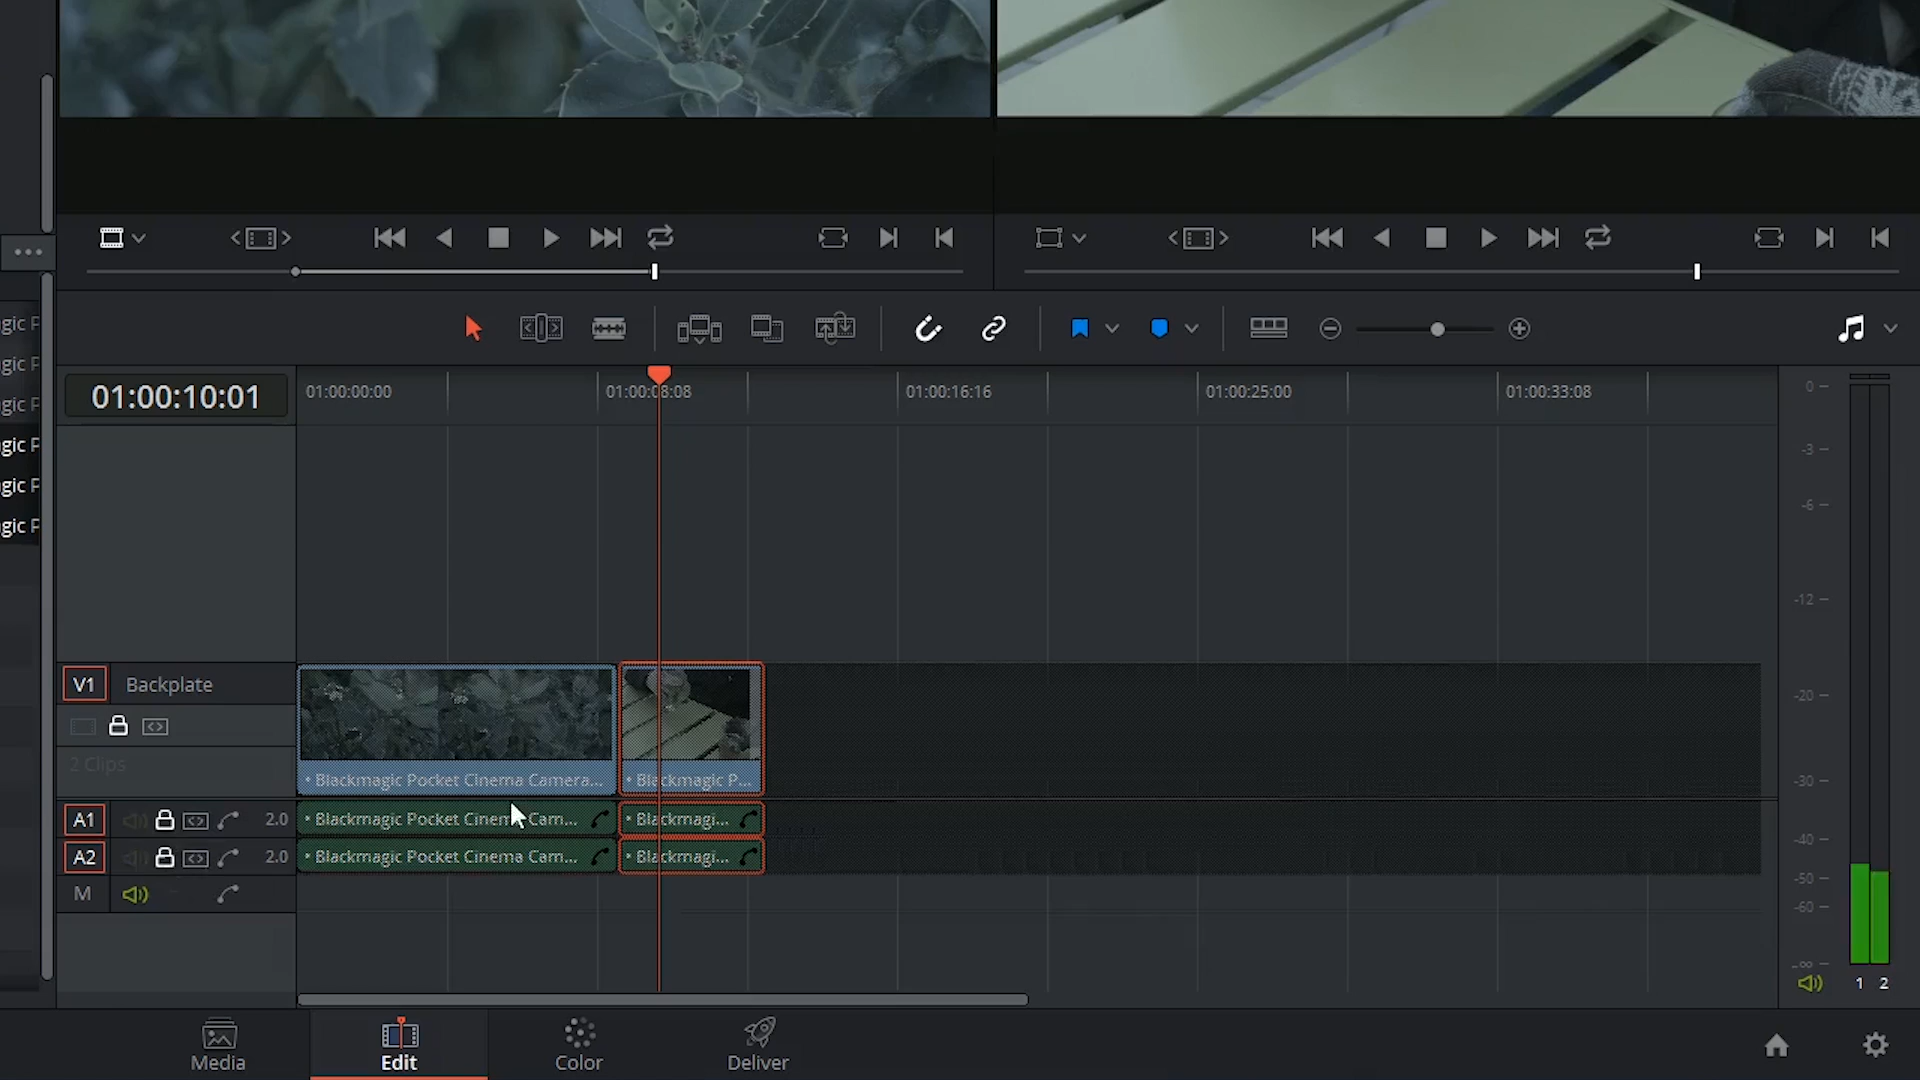 gic P
gic P
gic P
gic P
gic P
gic P
01:00:10:01
01:00:00:00
01:00:08:08
01:00:16:16
01:00:25:00
01:00:33:08
0
-3
-6
-12
-20
-30
-40
-50
-60
-∞
1 2
V1 Backplate
2 Clips
• Blackmagic Pocket Cinema Camera...
• Blackmagic P...
A1 2.0
• Blackmagic Pocket Cinema Cam...
• Blackmagi...
A2 2.0
• Blackmagic Pocket Cinema Cam...
• Blackmagi...
M
Media
Edit
Color
Deliver